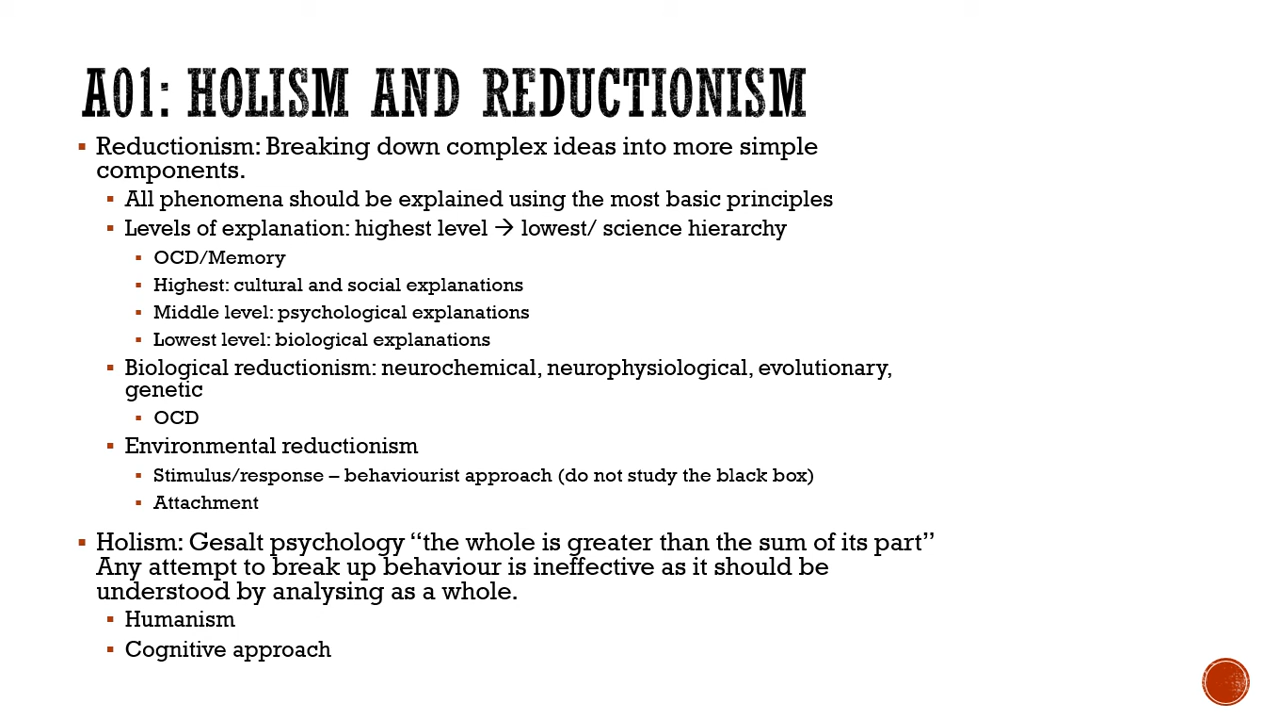 A01: HOLISM AND REDUCTIONISM
▪ Reductionism: Breaking down complex ideas into more simple
components.
▪ All phenomena should be explained using the most basic principles
▪ Levels of explanation: highest level → lowest/ science hierarchy
▪ OCD/Memory
▪ Highest: cultural and social explanations
▪ Middle level: psychological explanations
▪ Lowest level: biological explanations
▪ Biological reductionism: neurochemical, neurophysiological, evolutionary,
genetic
▪ OCD
▪ Environmental reductionism
▪ Stimulus/response – behaviourist approach (do not study the black box)
▪ Attachment
▪ Holism: Gesalt psychology “the whole is greater than the sum of its part”
Any attempt to break up behaviour is ineffective as it should be
understood by analysing as a whole.
▪ Humanism
▪ Cognitive approach